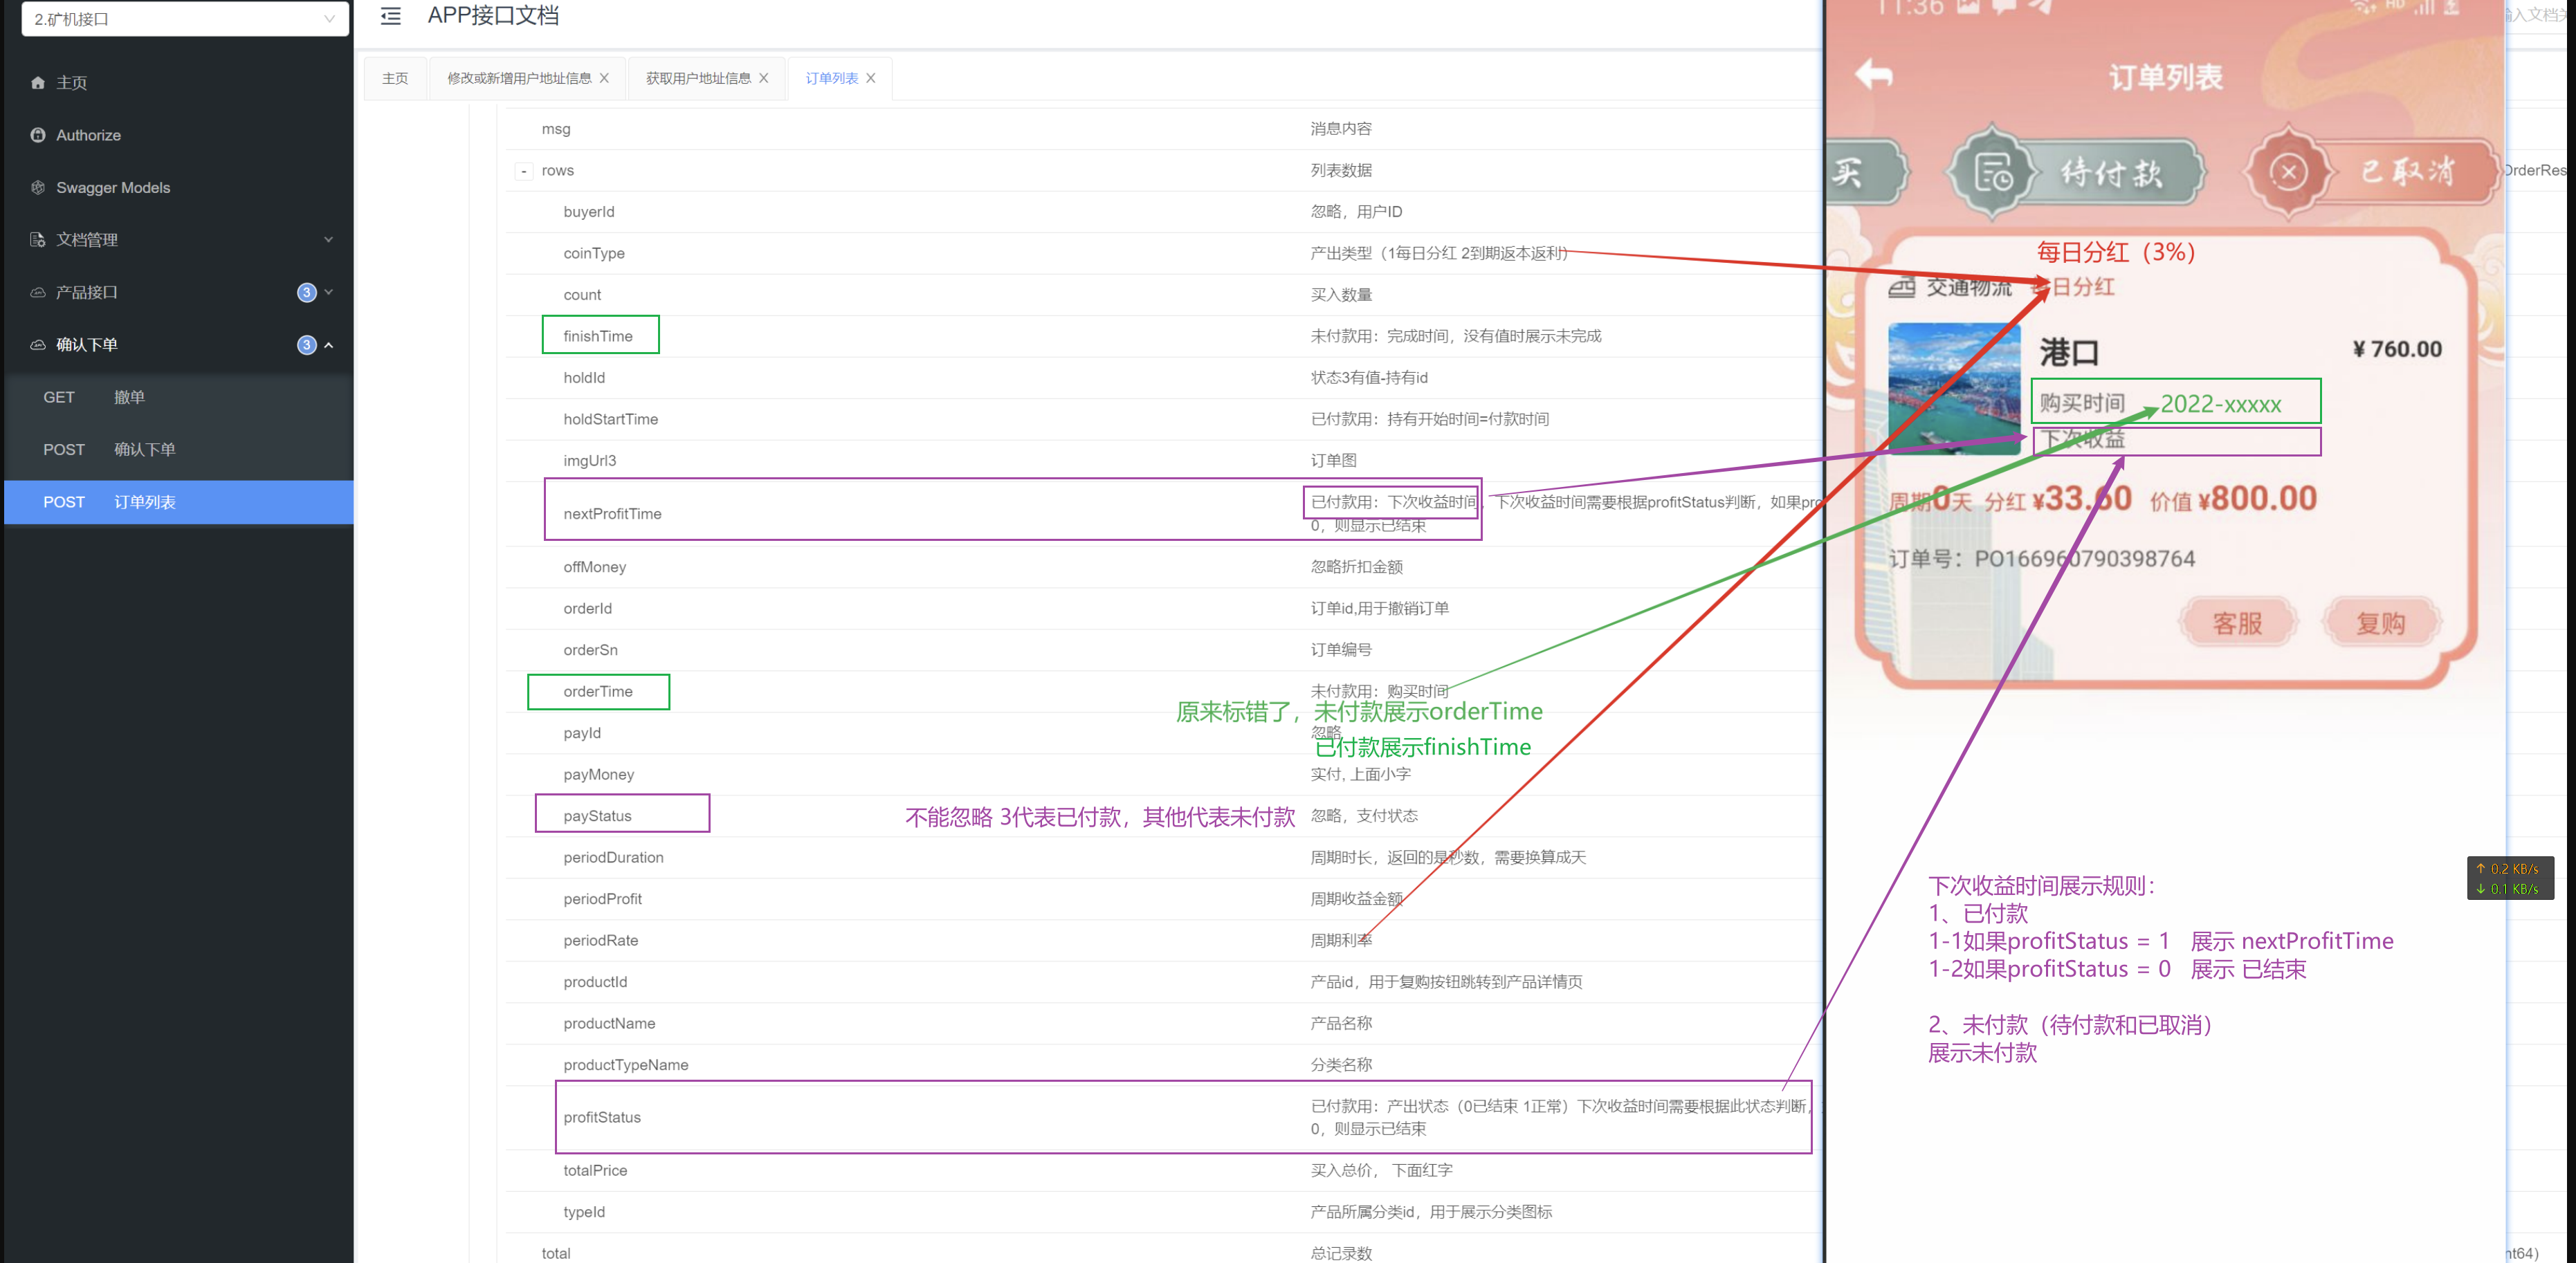 2.矿机接口
主页
Authorize
Swagger Models
文档管理
产品接口 3
确认下单 3
GET 撤单
POST 确认下单
POST 订单列表
APP接口文档
主页
修改或新增用户地址信息
获取用户地址信息
订单列表
msg 消息内容
- rows 列表数据
buyerId 忽略，用户ID
coinType 产出类型（1每日分红 2到期返本返利）
count 买入数量
finishTime 未付款用：完成时间，没有值时展示未完成
holdId 状态3有值-持有id
holdStartTime 已付款用：持有开始时间=付款时间
imgUrl3 订单图
nextProfitTime 已付款用：下次收益时间，下次收益时间需要根据profitStatus判断，如果pro
0，则显示已结束
offMoney 忽略折扣金额
orderId 订单id,用于撤销订单
orderSn 订单编号
orderTime 未付款用：购买时间
原来标错了，未付款展示orderTime
payId 忽略
已付款展示finishTime
payMoney 实付, 上面小字
payStatus 不能忽略 3代表已付款，其他代表未付款 忽略，支付状态
periodDuration 周期时长，返回的是秒数，需要换算成天
periodProfit 周期收益金额
periodRate 周期利率
productId 产品id，用于复购按钮跳转到产品详情页
productName 产品名称
productTypeName 分类名称
profitStatus 已付款用：产出状态（0已结束 1正常）下次收益时间需要根据此状态判断，
0，则显示已结束
totalPrice 买入总价， 下面红字
typeId 产品所属分类id，用于展示分类图标
total 总记录数
11:36 HD
订单列表
买 待付款 已取消
每日分红（3%）
交通物流 每日分红
港口 ¥ 760.00
购买时间 2022-xxxxx
下次收益
周期0天 分红 ¥33.60 价值 ¥800.00
订单号：PO166960790398764
客服 复购
下次收益时间展示规则：
1、已付款
1-1如果profitStatus = 1 展示 nextProfitTime
1-2如果profitStatus = 0 展示 已结束
2、未付款（待付款和已取消）
展示未付款
输入文档关
OrderRes
↑ 0.2 KB/s
↓ 0.1 KB/s
nt64)